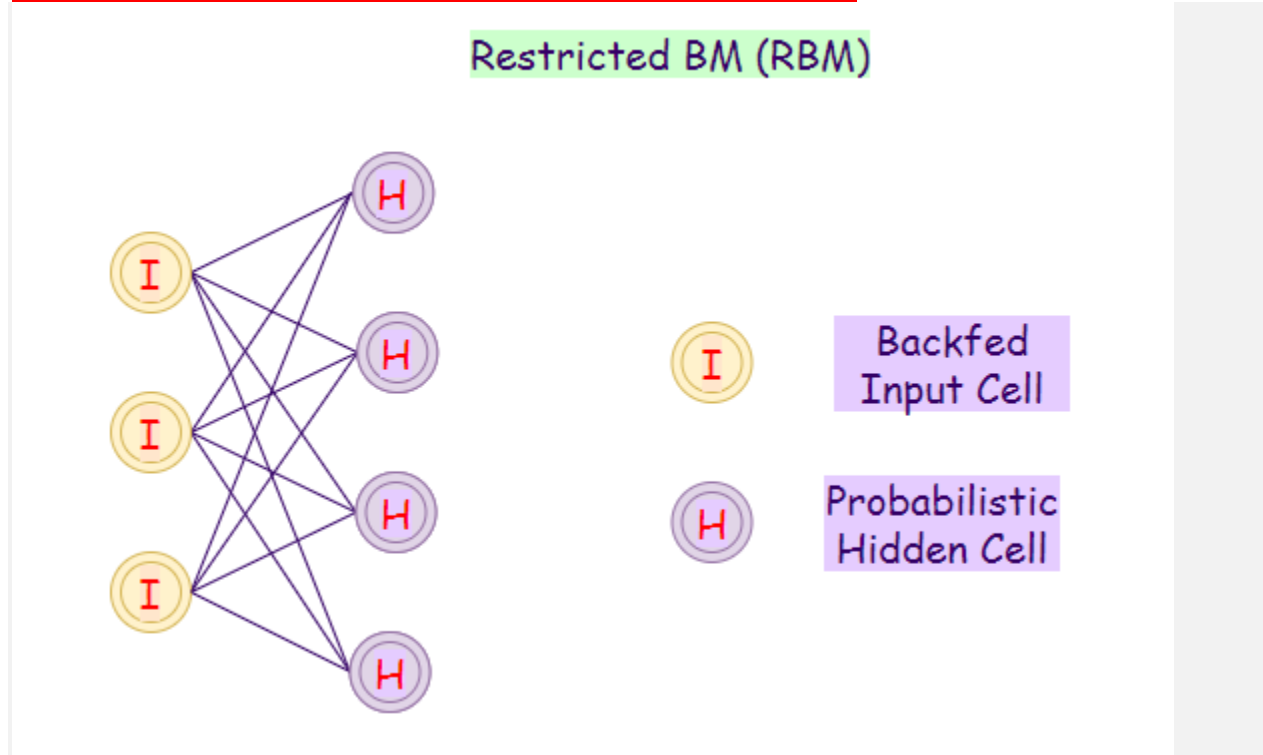 Restricted BM (RBM)
H
I
H
I
H
I
H
I
Backfed
Input Cell
H
Probabilistic
Hidden Cell